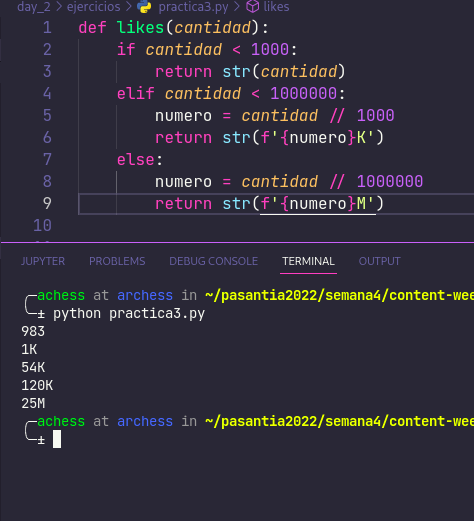 day_2 > ejercicios > practica3.py > likes
1 def likes(cantidad):
2 if cantidad < 1000:
3 return str(cantidad)
4 elif cantidad < 1000000:
5 numero = cantidad // 1000
6 return str(f'{numero}K')
7 else:
8 numero = cantidad // 1000000
9 return str(f'{numero}M')
10
JUPYTER PROBLEMS DEBUG CONSOLE TERMINAL OUTPUT
achess at archess in ~/pasantia2022/semana4/content-wee
± python practica3.py
983
1K
54K
120K
25M
achess at archess in ~/pasantia2022/semana4/content-wee
±